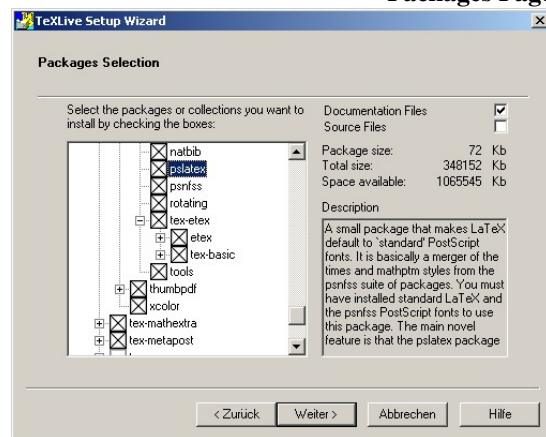 TeXLive Setup Wizard
Packages Selection
Select the packages or collections you want to
install by checking the boxes:
natbib
pslatex
psnfss
rotating
tex-etex
etex
tex-basic
tools
thumbpdf
xcolor
tex-mathextra
tex-metapost
Documentation Files
Source Files
Package size: 72 Kb
Total size: 348152 Kb
Space available: 1065545 Kb
Description
A small package that makes LaTeX
default to `standard' PostScript
fonts. It is basically a merger of the
times and mathptm styles from the
psnfss suite of packages. You must
have installed standard LaTeX and
the psnfss PostScript fonts to use
this package. The main novel
feature is that the pslatex package
< Zurück
Weiter >
Abbrechen
Hilfe